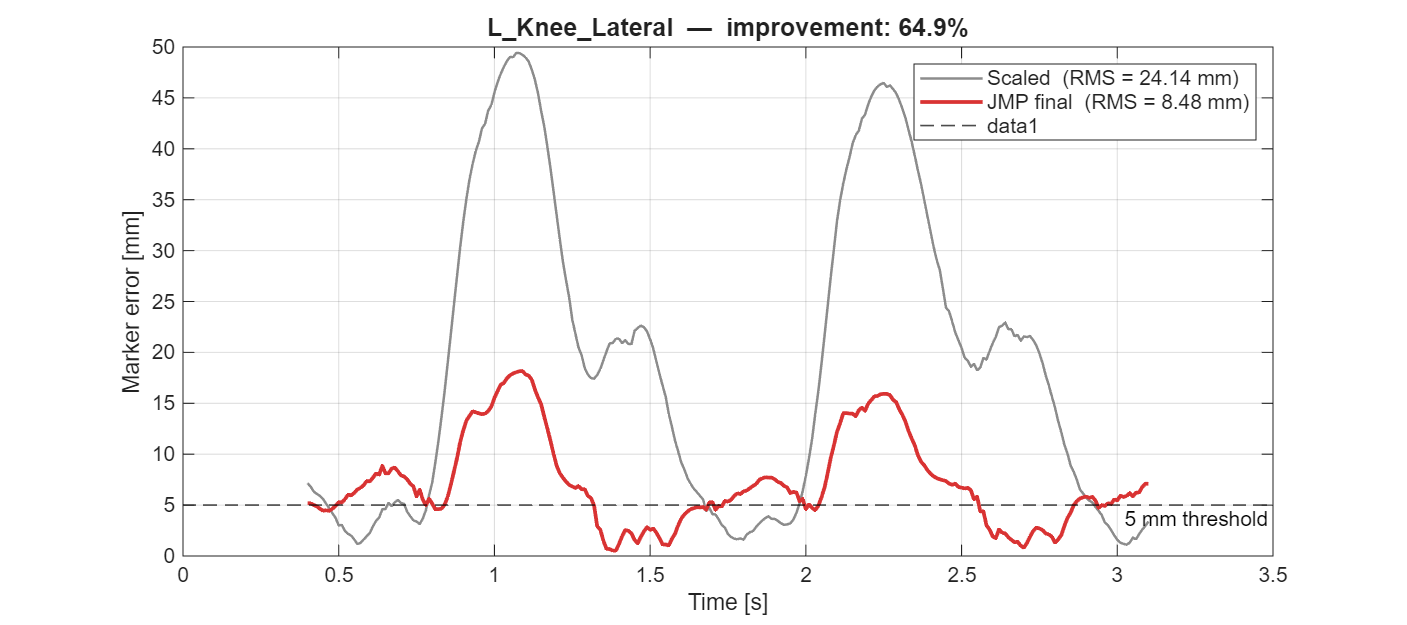 L_Knee_Lateral — improvement: 64.9%
Marker error [mm]
50
45
40
35
30
25
20
15
10
5
0
Scaled (RMS = 24.14 mm)
JMP final (RMS = 8.48 mm)
data1
5 mm threshold
0 0.5 1 1.5 2 2.5 3 3.5
Time [s]